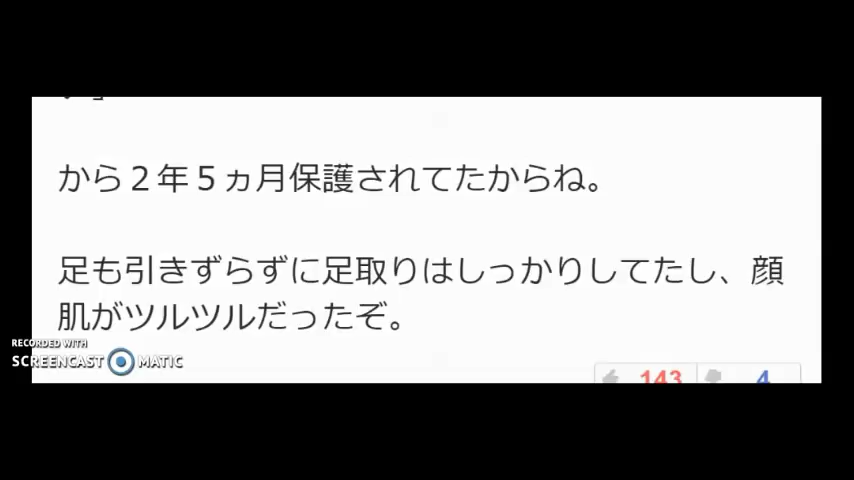 から２年５ヵ月保護されてたからね。
足も引きずらずに足取りはしっかりしてたし、顔
肌がツルツルだったぞ。
RECORDED WITH
SCREENCAST MATIC
143 4